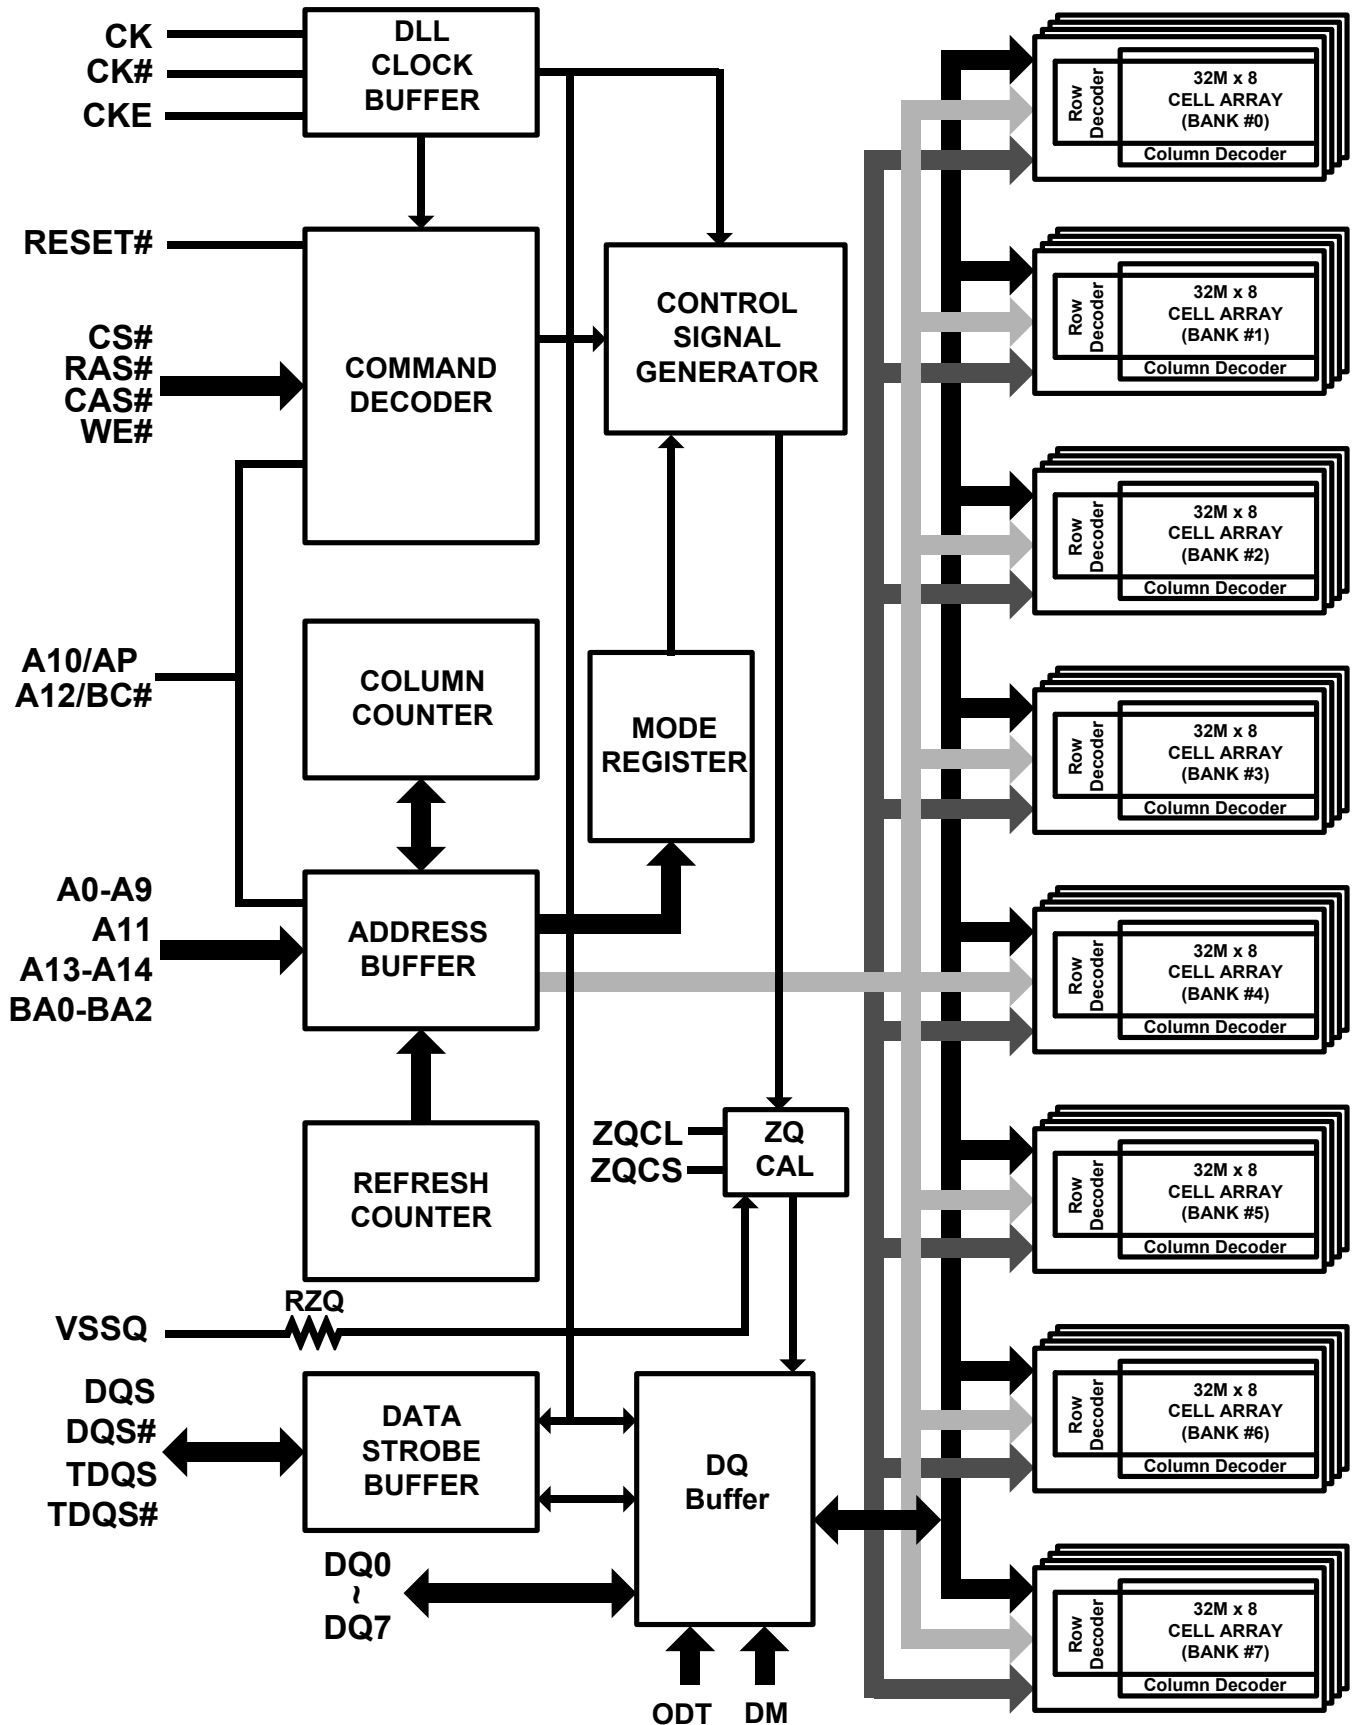 CK
CK#
CKE
DLL
CLOCK
BUFFER
RESET#
CS#
RAS#
CAS#
WE#
COMMAND
DECODER
CONTROL
SIGNAL
GENERATOR
A10/AP
A12/BC#
COLUMN
COUNTER
MODE
REGISTER
A0-A9
A11
A13-A14
BA0-BA2
ADDRESS
BUFFER
REFRESH
COUNTER
ZQCL
ZQCS
ZQ
CAL
VSSQ
RZQ
DQS
DQS#
TDQS
TDQS#
DATA
STROBE
BUFFER
DQ
Buffer
DQ0
~
DQ7
ODT
DM
Row
Decoder
32M x 8
CELL ARRAY
(BANK #0)
Column Decoder
Row
Decoder
32M x 8
CELL ARRAY
(BANK #1)
Column Decoder
Row
Decoder
32M x 8
CELL ARRAY
(BANK #2)
Column Decoder
Row
Decoder
32M x 8
CELL ARRAY
(BANK #3)
Column Decoder
Row
Decoder
32M x 8
CELL ARRAY
(BANK #4)
Column Decoder
Row
Decoder
32M x 8
CELL ARRAY
(BANK #5)
Column Decoder
Row
Decoder
32M x 8
CELL ARRAY
(BANK #6)
Column Decoder
Row
Decoder
32M x 8
CELL ARRAY
(BANK #7)
Column Decoder